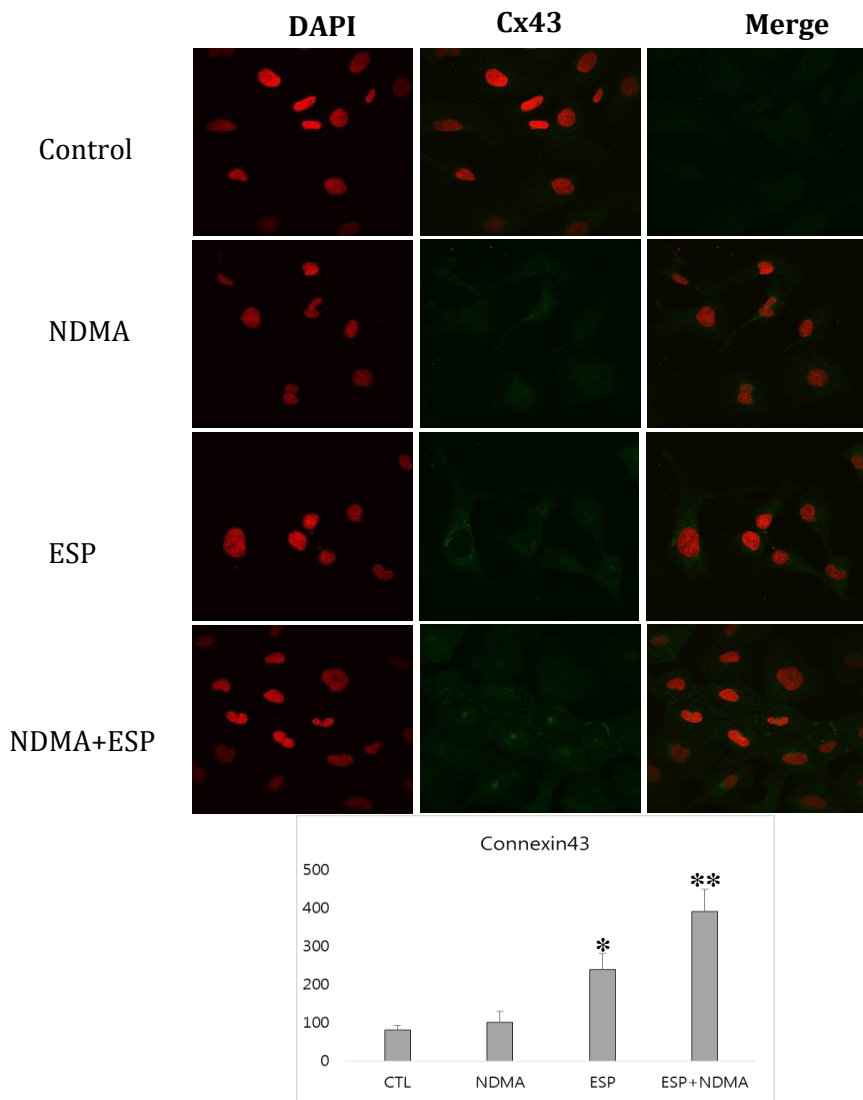 DAPI Cx43 Merge
Control
NDMA
ESP
NDMA+ESP
Connexin43
500
**
400
300
*
200
100
0
CTL NDMA ESP ESP+NDMA